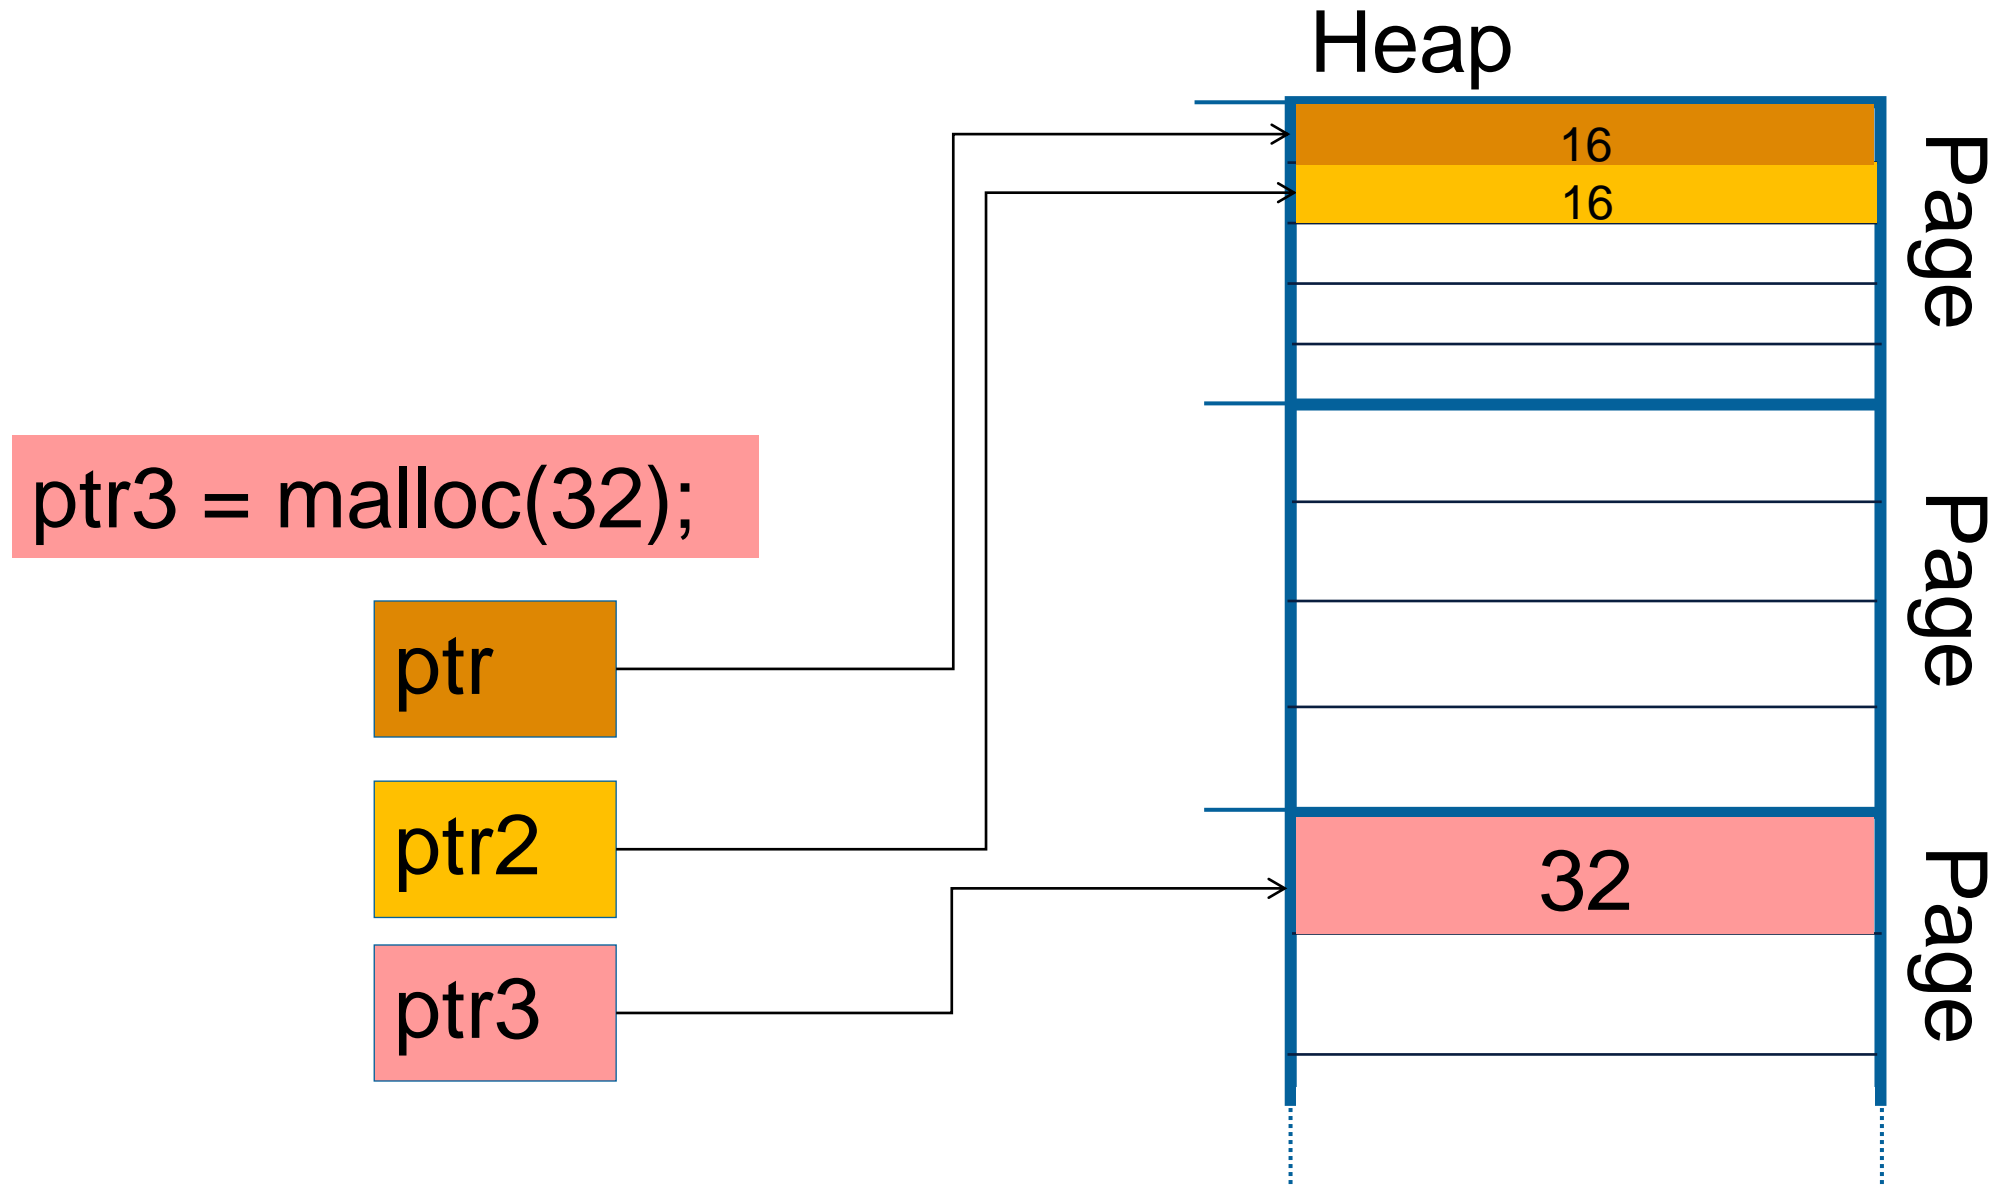 Heap
16
16
Page
ptr3 = malloc(32);
Page
ptr
ptr2
32
Page
ptr3